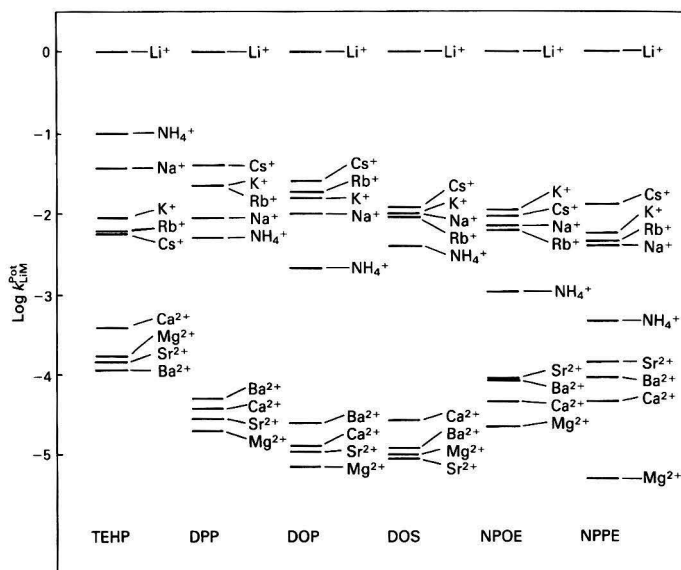 Log k^Pot_LiM
0
−1
−2
−3
−4
−5
Li⁺
NH₄⁺
Na⁺
K⁺
Rb⁺
Cs⁺
Ca²⁺
Mg²⁺
Sr²⁺
Ba²⁺
TEHP
Li⁺
Cs⁺
K⁺
Rb⁺
Na⁺
NH₄⁺
Ba²⁺
Ca²⁺
Sr²⁺
Mg²⁺
DPP
Li⁺
Cs⁺
Rb⁺
K⁺
Na⁺
NH₄⁺
Ba²⁺
Ca²⁺
Sr²⁺
Mg²⁺
DOP
Li⁺
Cs⁺
K⁺
Na⁺
Rb⁺
NH₄⁺
Ca²⁺
Ba²⁺
Mg²⁺
Sr²⁺
DOS
Li⁺
K⁺
Cs⁺
Na⁺
Rb⁺
NH₄⁺
Sr²⁺
Ba²⁺
Ca²⁺
Mg²⁺
NPOE
Li⁺
Cs⁺
K⁺
Rb⁺
Na⁺
NH₄⁺
Sr²⁺
Ba²⁺
Ca²⁺
Mg²⁺
NPPE